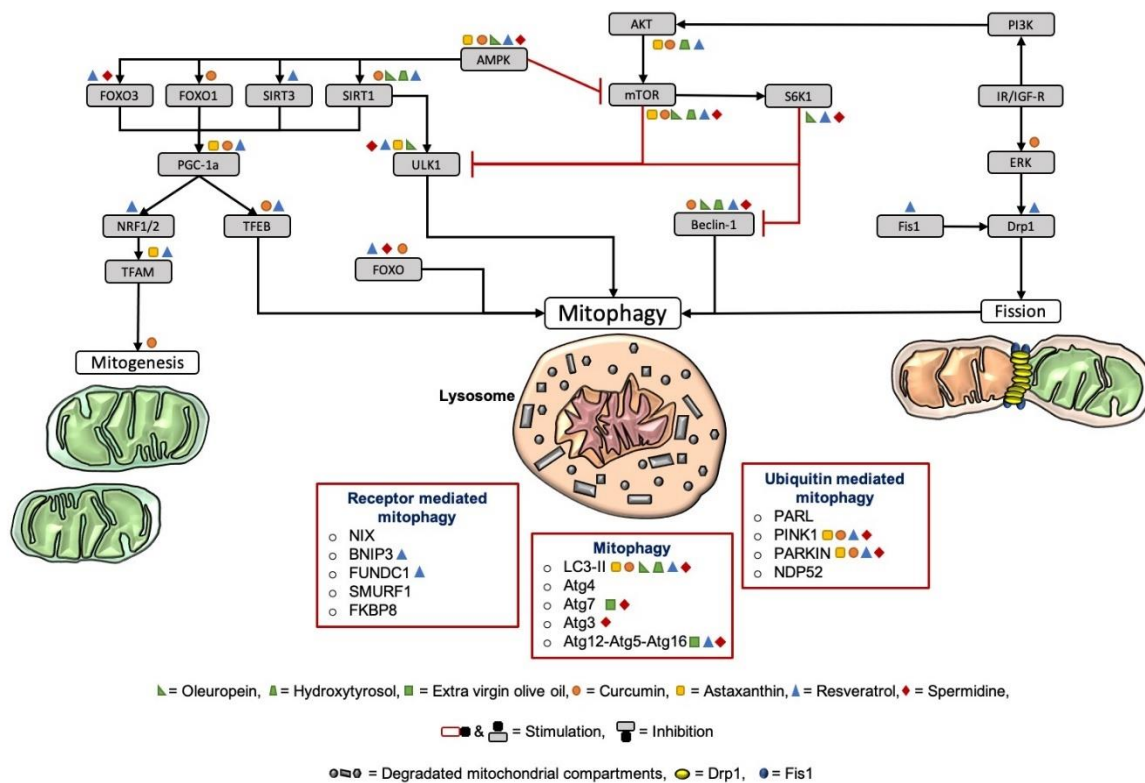 AKT
PI3K
AMPK
FOXO3
FOXO1
SIRT3
SIRT1
mTOR
S6K1
IR/IGF-R
PGC-1a
ULK1
ERK
NRF1/2
TFEB
Beclin-1
Fis1
Drp1
TFAM
FOXO
Mitophagy
Fission
Mitogenesis
Lysosome
Receptor mediated
mitophagy
○ NIX
○ BNIP3
○ FUNDC1
○ SMURF1
○ FKBP8
Mitophagy
○ LC3-II
○ Atg4
○ Atg7
○ Atg3
○ Atg12-Atg5-Atg16
Ubiquitin mediated
mitophagy
○ PARL
○ PINK1
○ PARKIN
○ NDP52
= Oleuropein, = Hydroxytyrosol, = Extra virgin olive oil, = Curcumin, = Astaxanthin, = Resveratrol, = Spermidine,
& = Stimulation, = Inhibition
= Degraded mitochondrial compartments, = Drp1, = Fis1